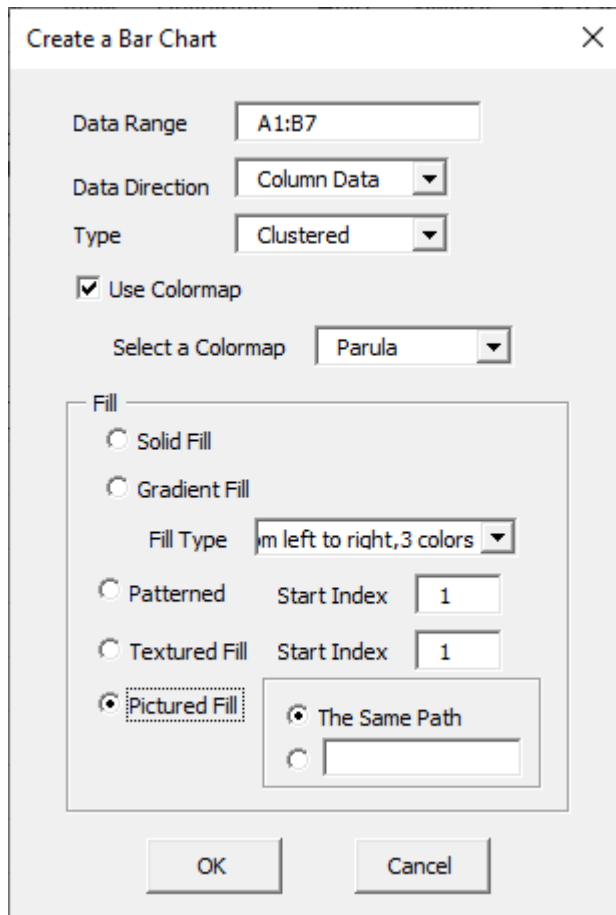 Create a Bar Chart
Data Range A1:B7
Data Direction Column Data
Type Clustered
Use Colormap
Select a Colormap Parula
Fill
Solid Fill
Gradient Fill
Fill Type om left to right,3 colors
Patterned Start Index 1
Textured Fill Start Index 1
Pictured Fill
The Same Path
OK Cancel